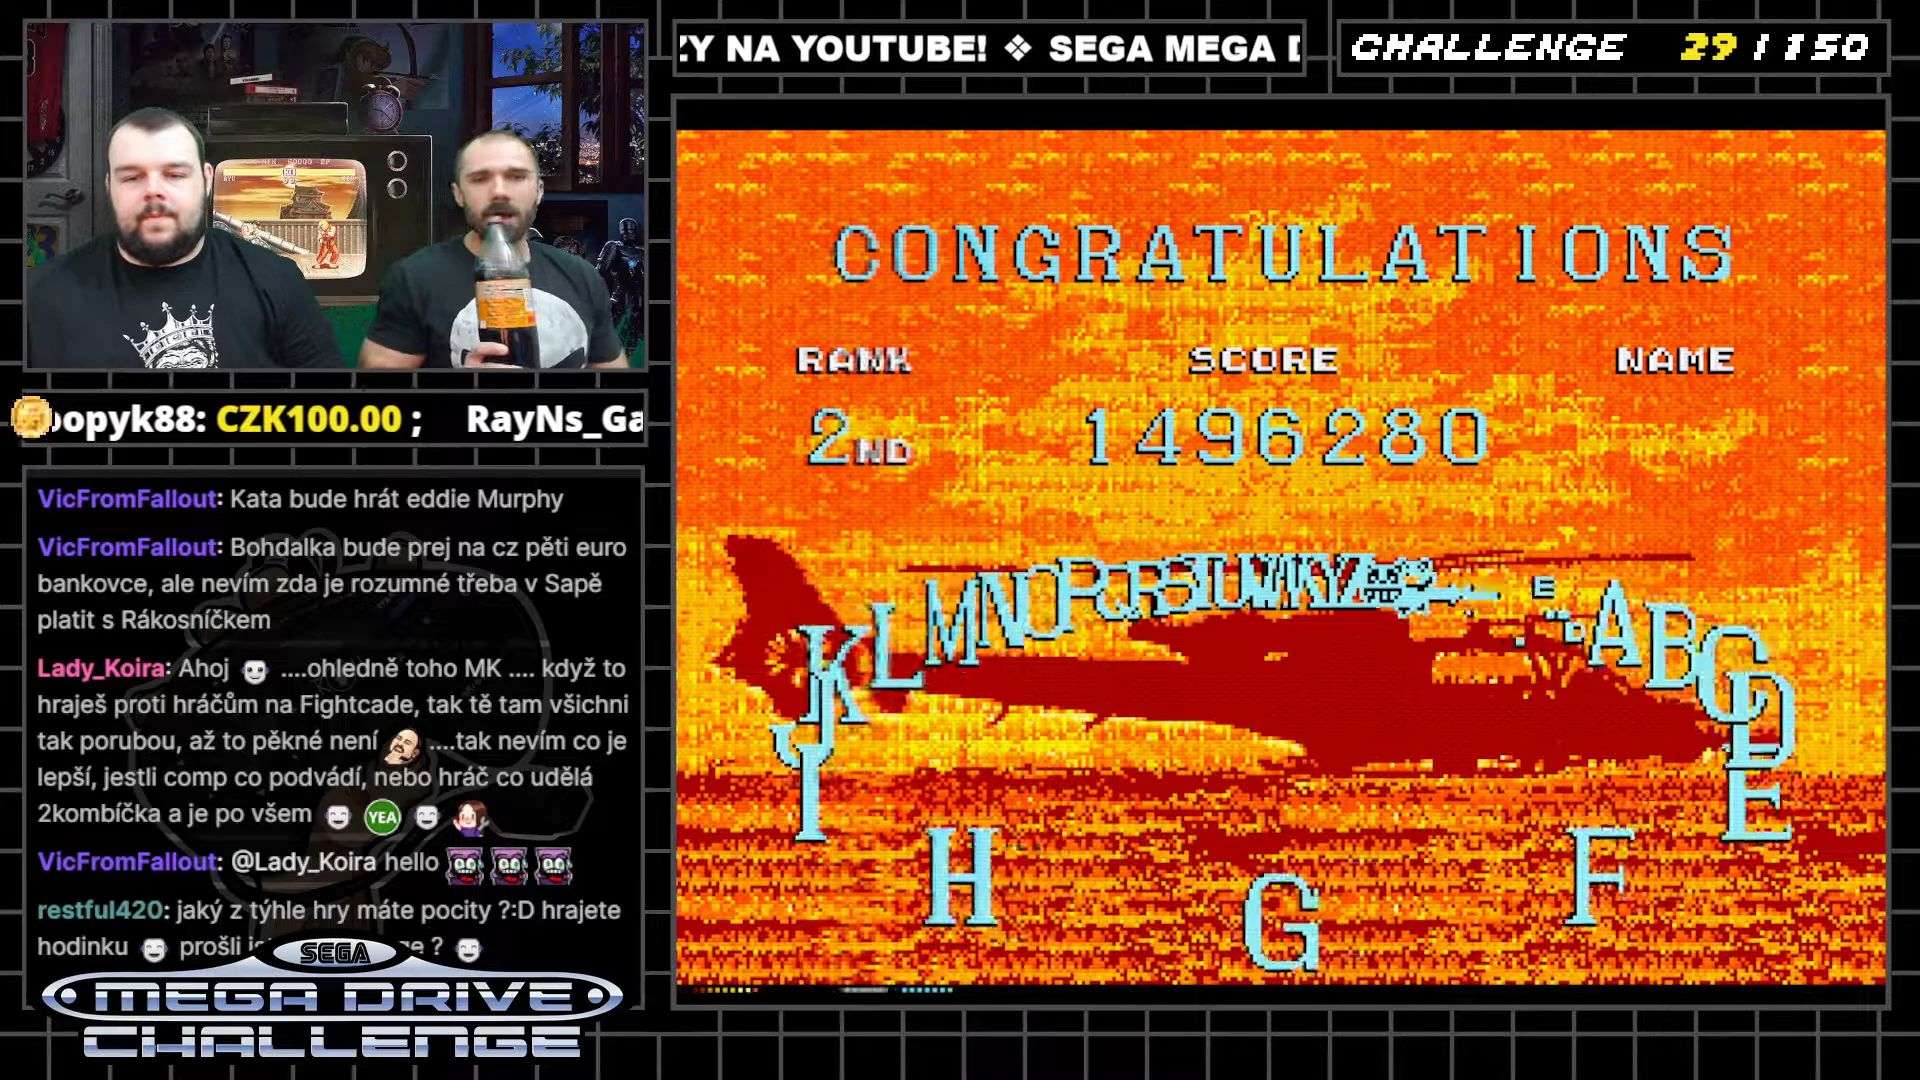 ZY NA YOUTUBE! ❖ SEGA MEGA D
CHALLENGE 29 / 150
CONGRATULATIONS
RANK SCORE NAME
2ND 1496280
K L M N O P Q R S T U V W X Y Z
A B C D E F G H I J
oopyk88: CZK100.00 ; RayNs_Ga
VicFromFallout: Kata bude hrát eddie Murphy
VicFromFallout: Bohdalka bude prej na cz pěti euro
bankovce, ale nevím zda je rozumné třeba v Sapě
platit s Rákosníčkem
Lady_Koira: Ahoj ....ohledně toho MK .... když to
hraješ proti hráčům na Fightcade, tak tě tam všichni
tak porubou, až to pěkné není ....tak nevím co je
lepší, jestli comp co podvádí, nebo hráč co udělá
2kombíčka a je po všem YEA
VicFromFallout: @Lady_Koira hello
restful420: jaký z týhle hry máte pocity ?:D hrajete
hodinku prošli ?
SEGA
MEGA DRIVE
CHALLENGE